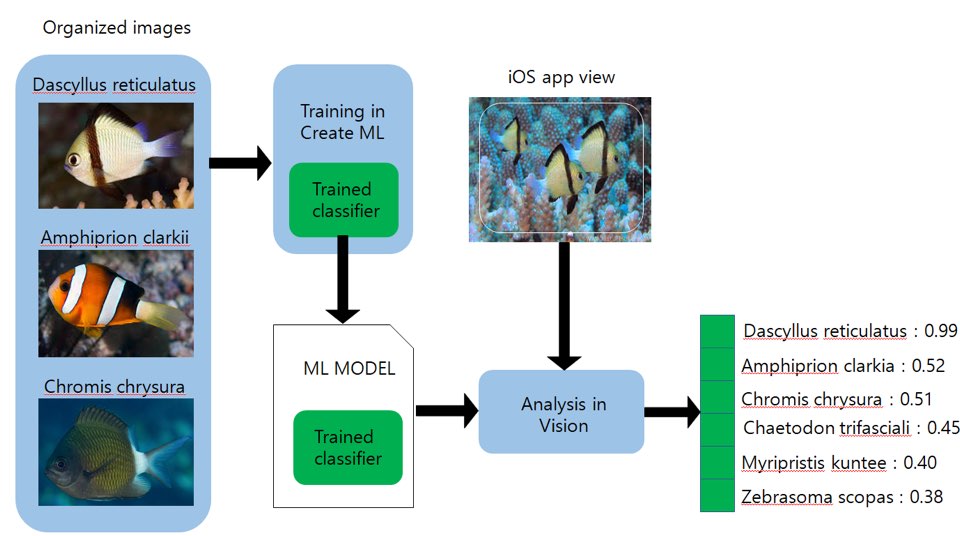 Organized images
Dascyllus reticulatus
Amphiprion clarkii
Chromis chrysura
Training in
Create ML
Trained
classifier
ML MODEL
Trained
classifier
iOS app view
Analysis in
Vision
Dascyllus reticulatus : 0.99
Amphiprion clarkia : 0.52
Chromis chrysura : 0.51
Chaetodon trifasciali : 0.45
Myripristis kuntee : 0.40
Zebrasoma scopas : 0.38